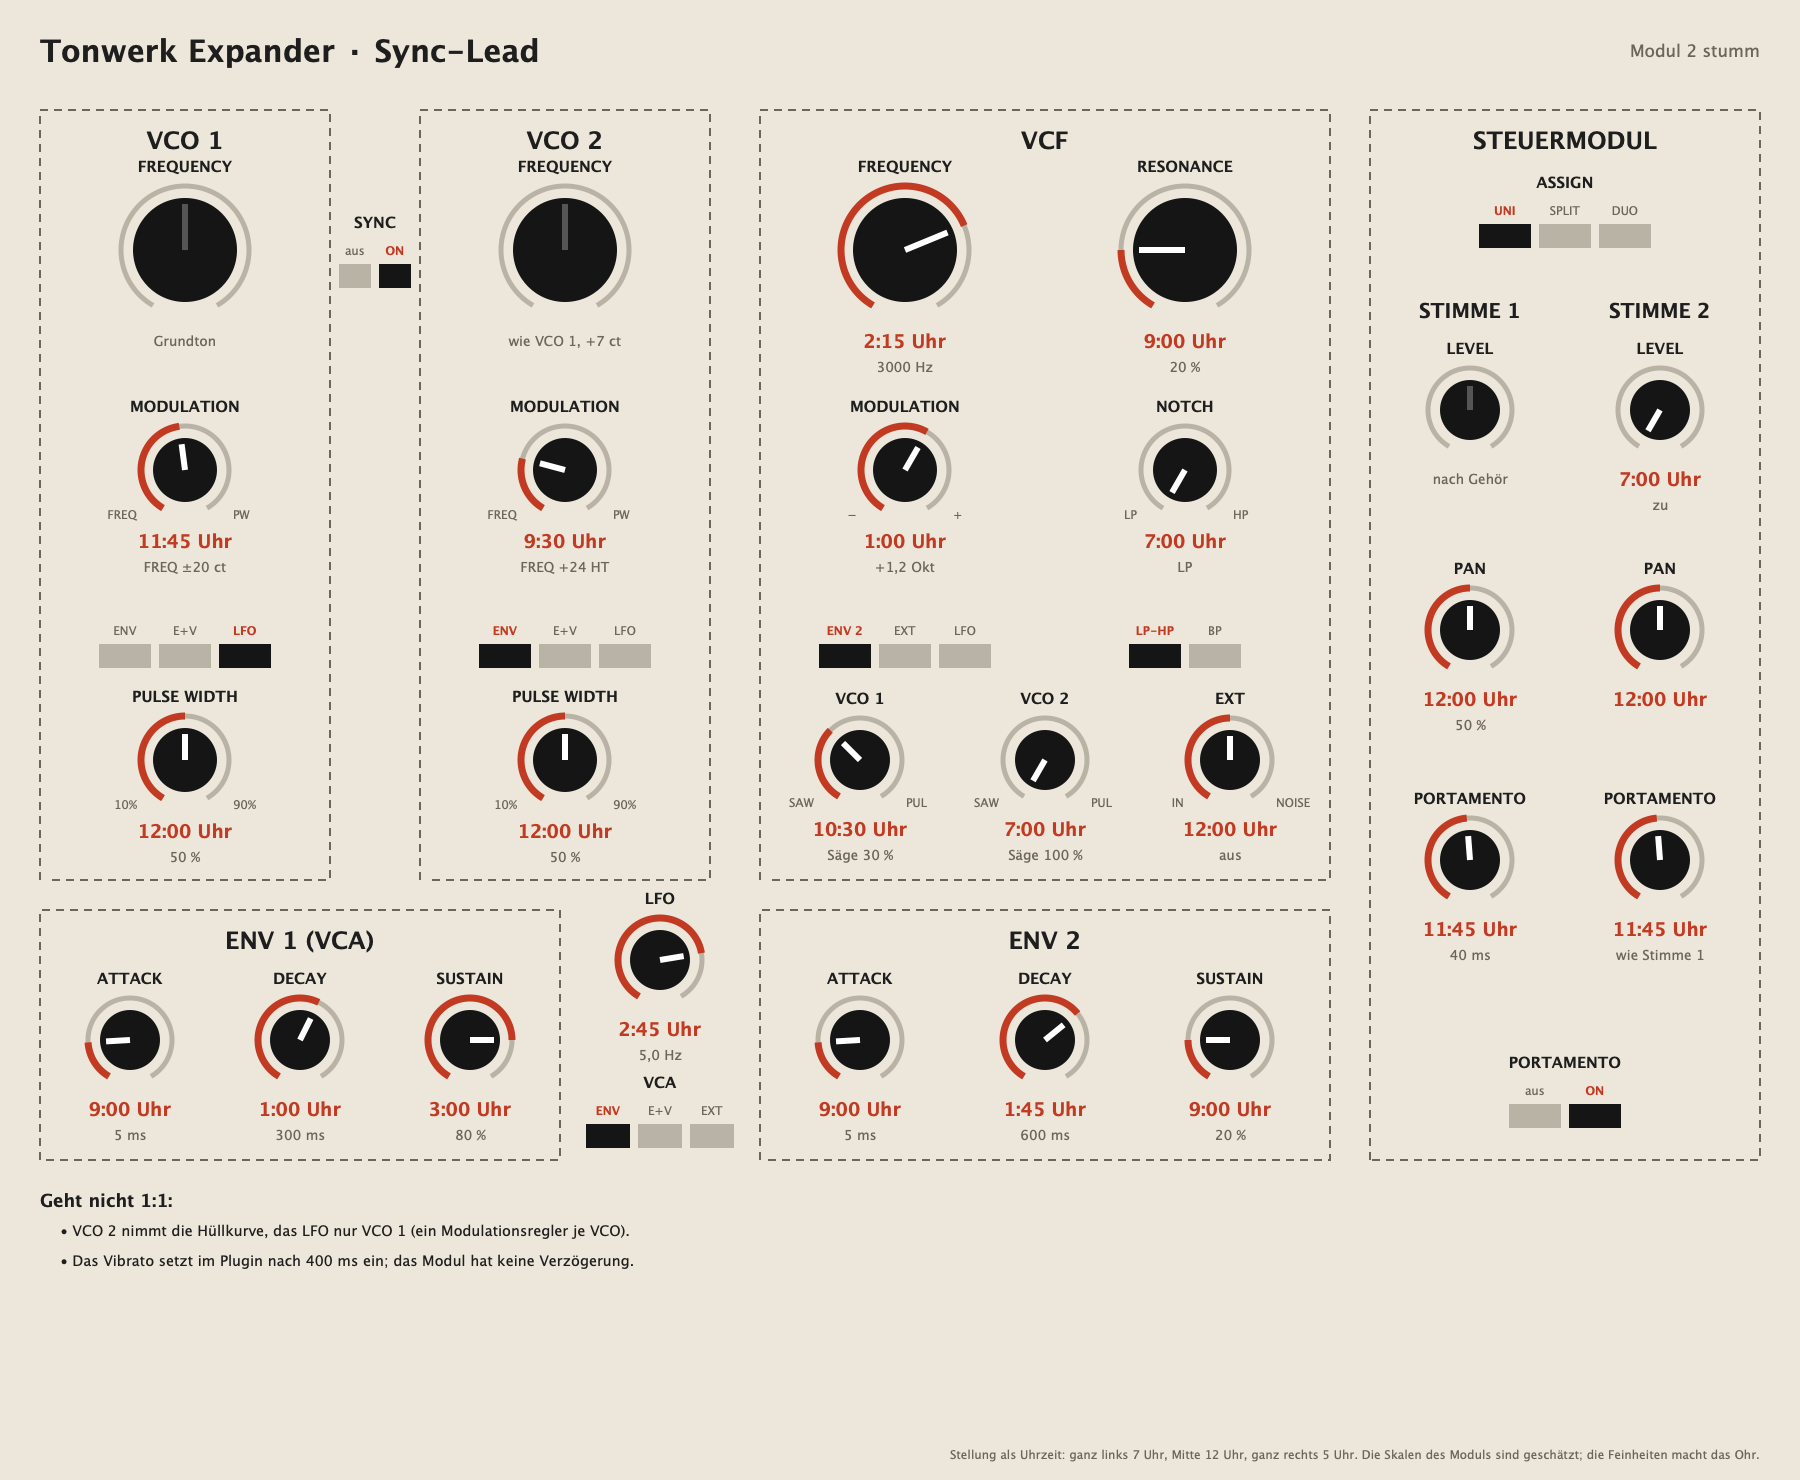 Tonwerk Expander · Sync-Lead
Modul 2 stumm
VCO 1
FREQUENCY
Grundton
MODULATION
FREQ PW
11:45 Uhr
FREQ ±20 ct
ENV E+V LFO
PULSE WIDTH
10% 90%
12:00 Uhr
50 %
SYNC
aus ON
VCO 2
FREQUENCY
wie VCO 1, +7 ct
MODULATION
FREQ PW
9:30 Uhr
FREQ +24 HT
ENV E+V LFO
PULSE WIDTH
10% 90%
12:00 Uhr
50 %
VCF
FREQUENCY RESONANCE
2:15 Uhr 9:00 Uhr
3000 Hz 20 %
MODULATION NOTCH
− + LP HP
1:00 Uhr 7:00 Uhr
+1,2 Okt LP
ENV 2 EXT LFO LP-HP BP
VCO 1 VCO 2 EXT
SAW PUL SAW PUL IN NOISE
10:30 Uhr 7:00 Uhr 12:00 Uhr
Säge 30 % Säge 100 % aus
STEUERMODUL
ASSIGN
UNI SPLIT DUO
STIMME 1 STIMME 2
LEVEL LEVEL
nach Gehör 7:00 Uhr
zu
PAN PAN
12:00 Uhr 12:00 Uhr
50 %
PORTAMENTO PORTAMENTO
11:45 Uhr 11:45 Uhr
40 ms wie Stimme 1
PORTAMENTO
aus ON
ENV 1 (VCA)
ATTACK DECAY SUSTAIN
9:00 Uhr 1:00 Uhr 3:00 Uhr
5 ms 300 ms 80 %
LFO
2:45 Uhr
5,0 Hz
VCA
ENV E+V EXT
ENV 2
ATTACK DECAY SUSTAIN
9:00 Uhr 1:45 Uhr 9:00 Uhr
5 ms 600 ms 20 %
Geht nicht 1:1:
• VCO 2 nimmt die Hüllkurve, das LFO nur VCO 1 (ein Modulationsregler je VCO).
• Das Vibrato setzt im Plugin nach 400 ms ein; das Modul hat keine Verzögerung.
Stellung als Uhrzeit: ganz links 7 Uhr, Mitte 12 Uhr, ganz rechts 5 Uhr. Die Skalen des Moduls sind geschätzt; die Feinheiten macht das Ohr.